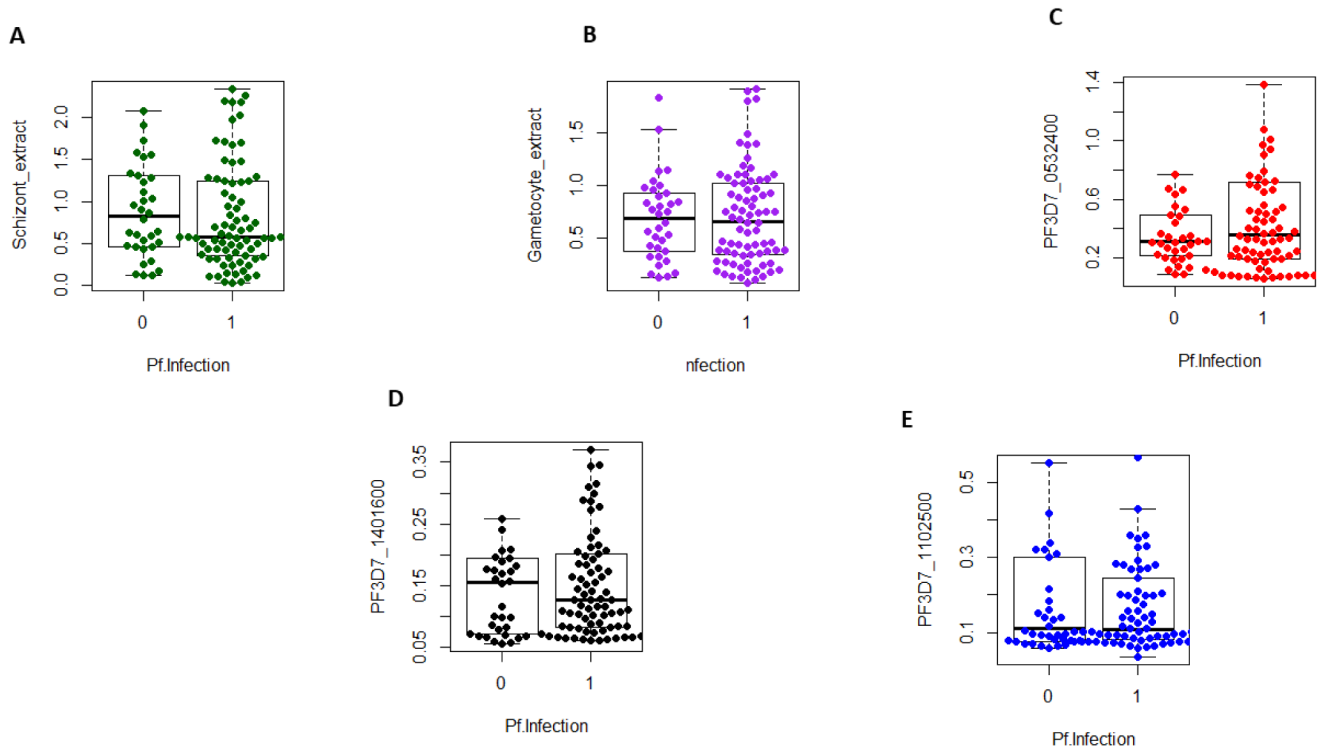 A
Schizont_extract
2.0
1.5
1.0
0.5
0.0
0 1
Pf.Infection
B
Gametocyte_extract
1.5
1.0
0.5
0 1
nfection
C
PF3D7_0532400
1.4
1.0
0.6
0.2
0 1
Pf.Infection
D
PF3D7_1401600
0.35
0.25
0.15
0.05
0 1
Pf.Infection
E
PF3D7_1102500
0.5
0.3
0.1
0 1
Pf.Infection